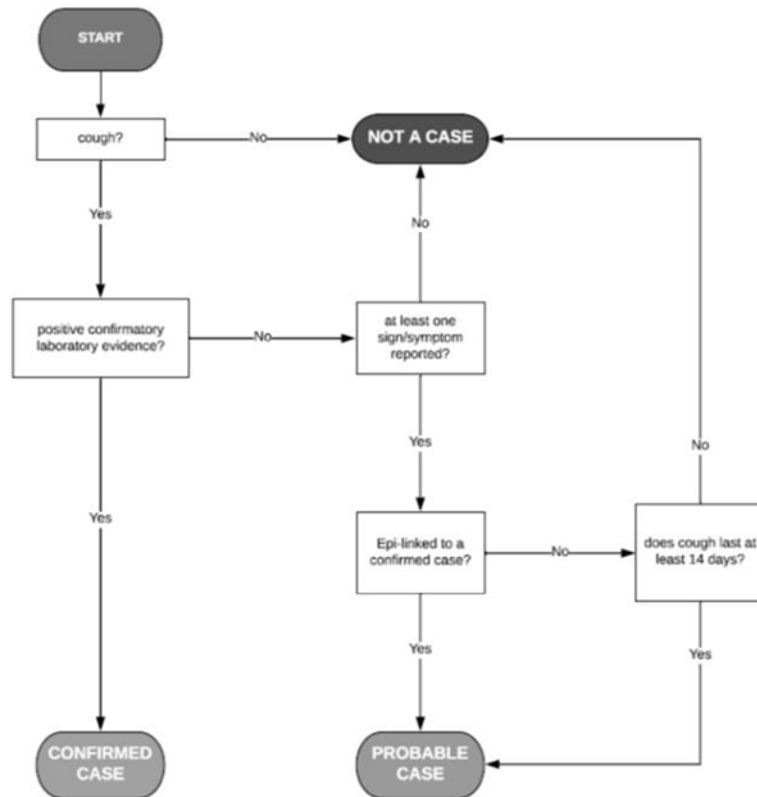 START
cough?
No
NOT A CASE
Yes
No
positive confirmatory
laboratory evidence?
No
at least one
sign/symptom
reported?
Yes
No
Yes
Epi-linked to a
confirmed case?
No
does cough last at
least 14 days?
Yes
Yes
CONFIRMED
CASE
PROBABLE
CASE